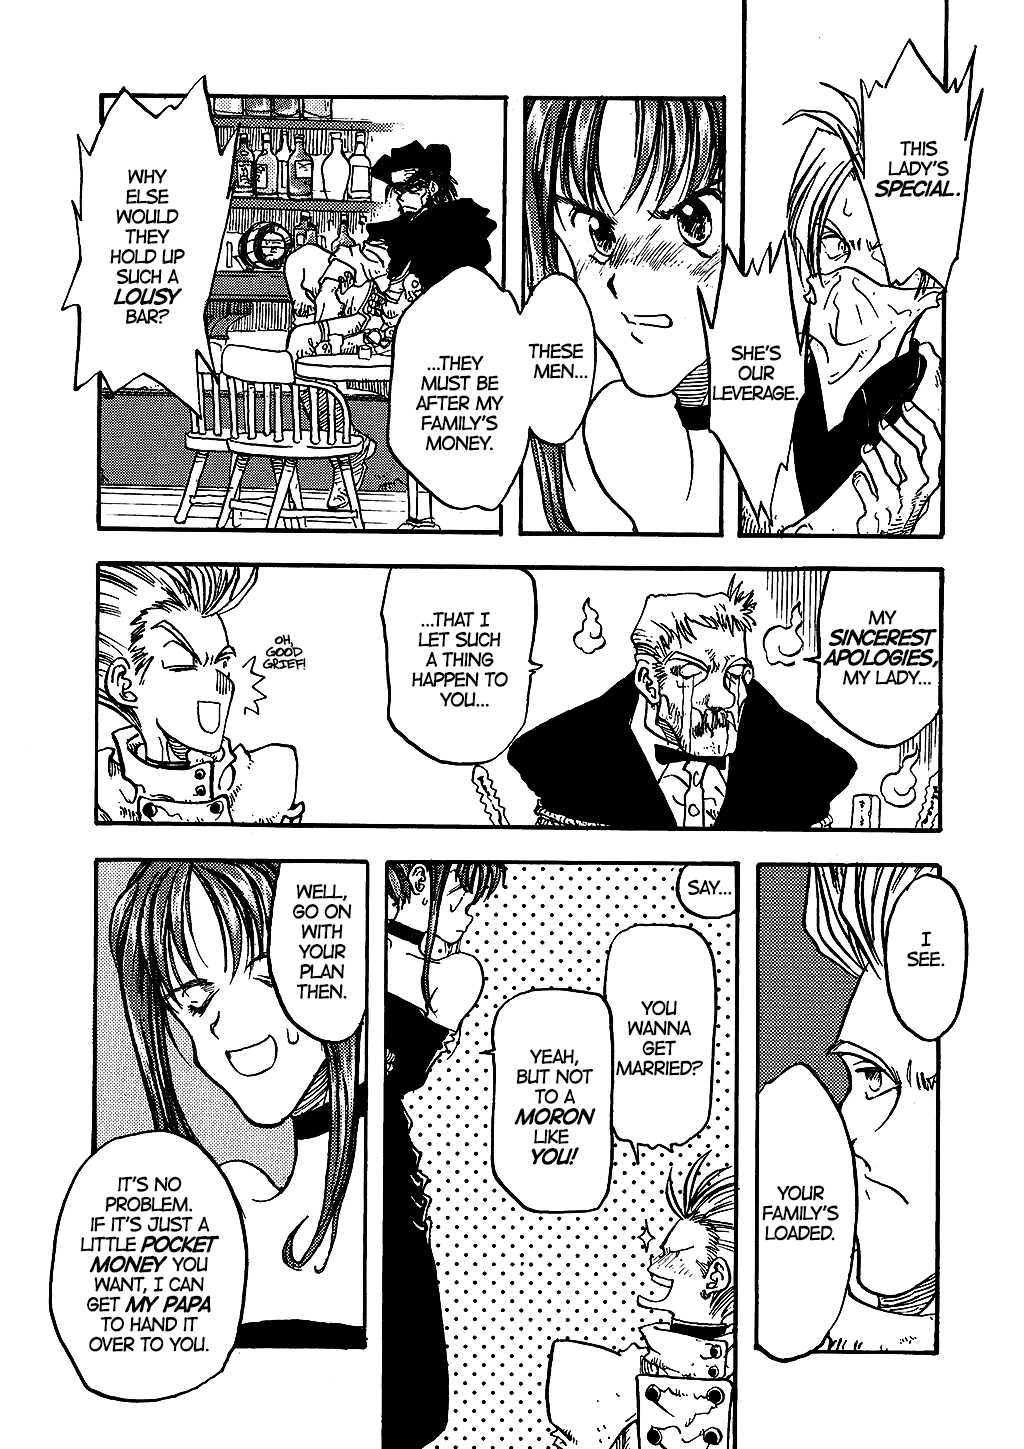 THIS
LADY'S
SPECIAL.
SHE'S
OUR
LEVERAGE.
THESE
MEN...
...THEY
MUST BE
AFTER MY
FAMILY'S
MONEY.
WHY
ELSE
WOULD
THEY
HOLD UP
SUCH A
LOUSY
BAR?
MY
SINCEREST
APOLOGIES,
MY LADY...
...THAT I
LET SUCH
A THING
HAPPEN TO
YOU...
OH,
GOOD
GRIEF!
I
SEE.
YOUR
FAMILY'S
LOADED.
SAY...
YOU
WANNA
GET
MARRIED?
YEAH,
BUT NOT
TO A
MORON
LIKE
YOU!
WELL,
GO ON
WITH
YOUR
PLAN
THEN.
IT'S NO
PROBLEM.
IF IT'S JUST A
LITTLE POCKET
MONEY YOU
WANT, I CAN
GET MY PAPA
TO HAND IT
OVER TO YOU.